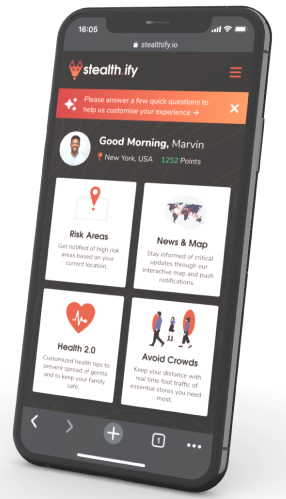 16:05
stealthify.io
stealth.ify
Please answer a few quick questions to
help us customise your experience →
Good Morning, Marvin
New York, USA 1252 Points
Risk Areas
Get notified of high risk
areas based on your
current location.
News & Map
Stay informed of critical
updates through our
interactive map and push
notifications.
Health 2.0
Customized health tips to
prevent spread of germs
and to keep your family
safe.
Avoid Crowds
Keep your distance with
real time foot traffic of
essential stores you need
most.
1